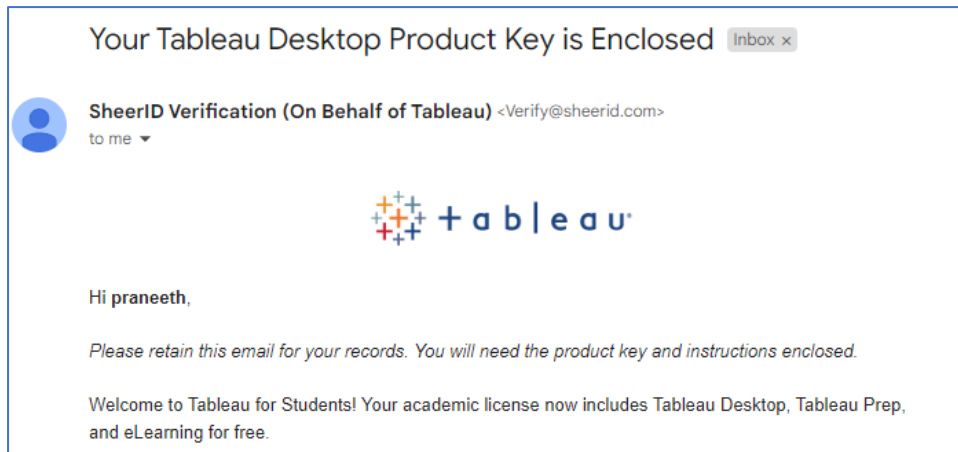 Your Tableau Desktop Product Key is Enclosed Inbox ×
SheerID Verification (On Behalf of Tableau) <Verify@sheerid.com>
to me
+ a b | e a u
Hi praneeth,
Please retain this email for your records. You will need the product key and instructions enclosed.
Welcome to Tableau for Students! Your academic license now includes Tableau Desktop, Tableau Prep,
and eLearning for free.